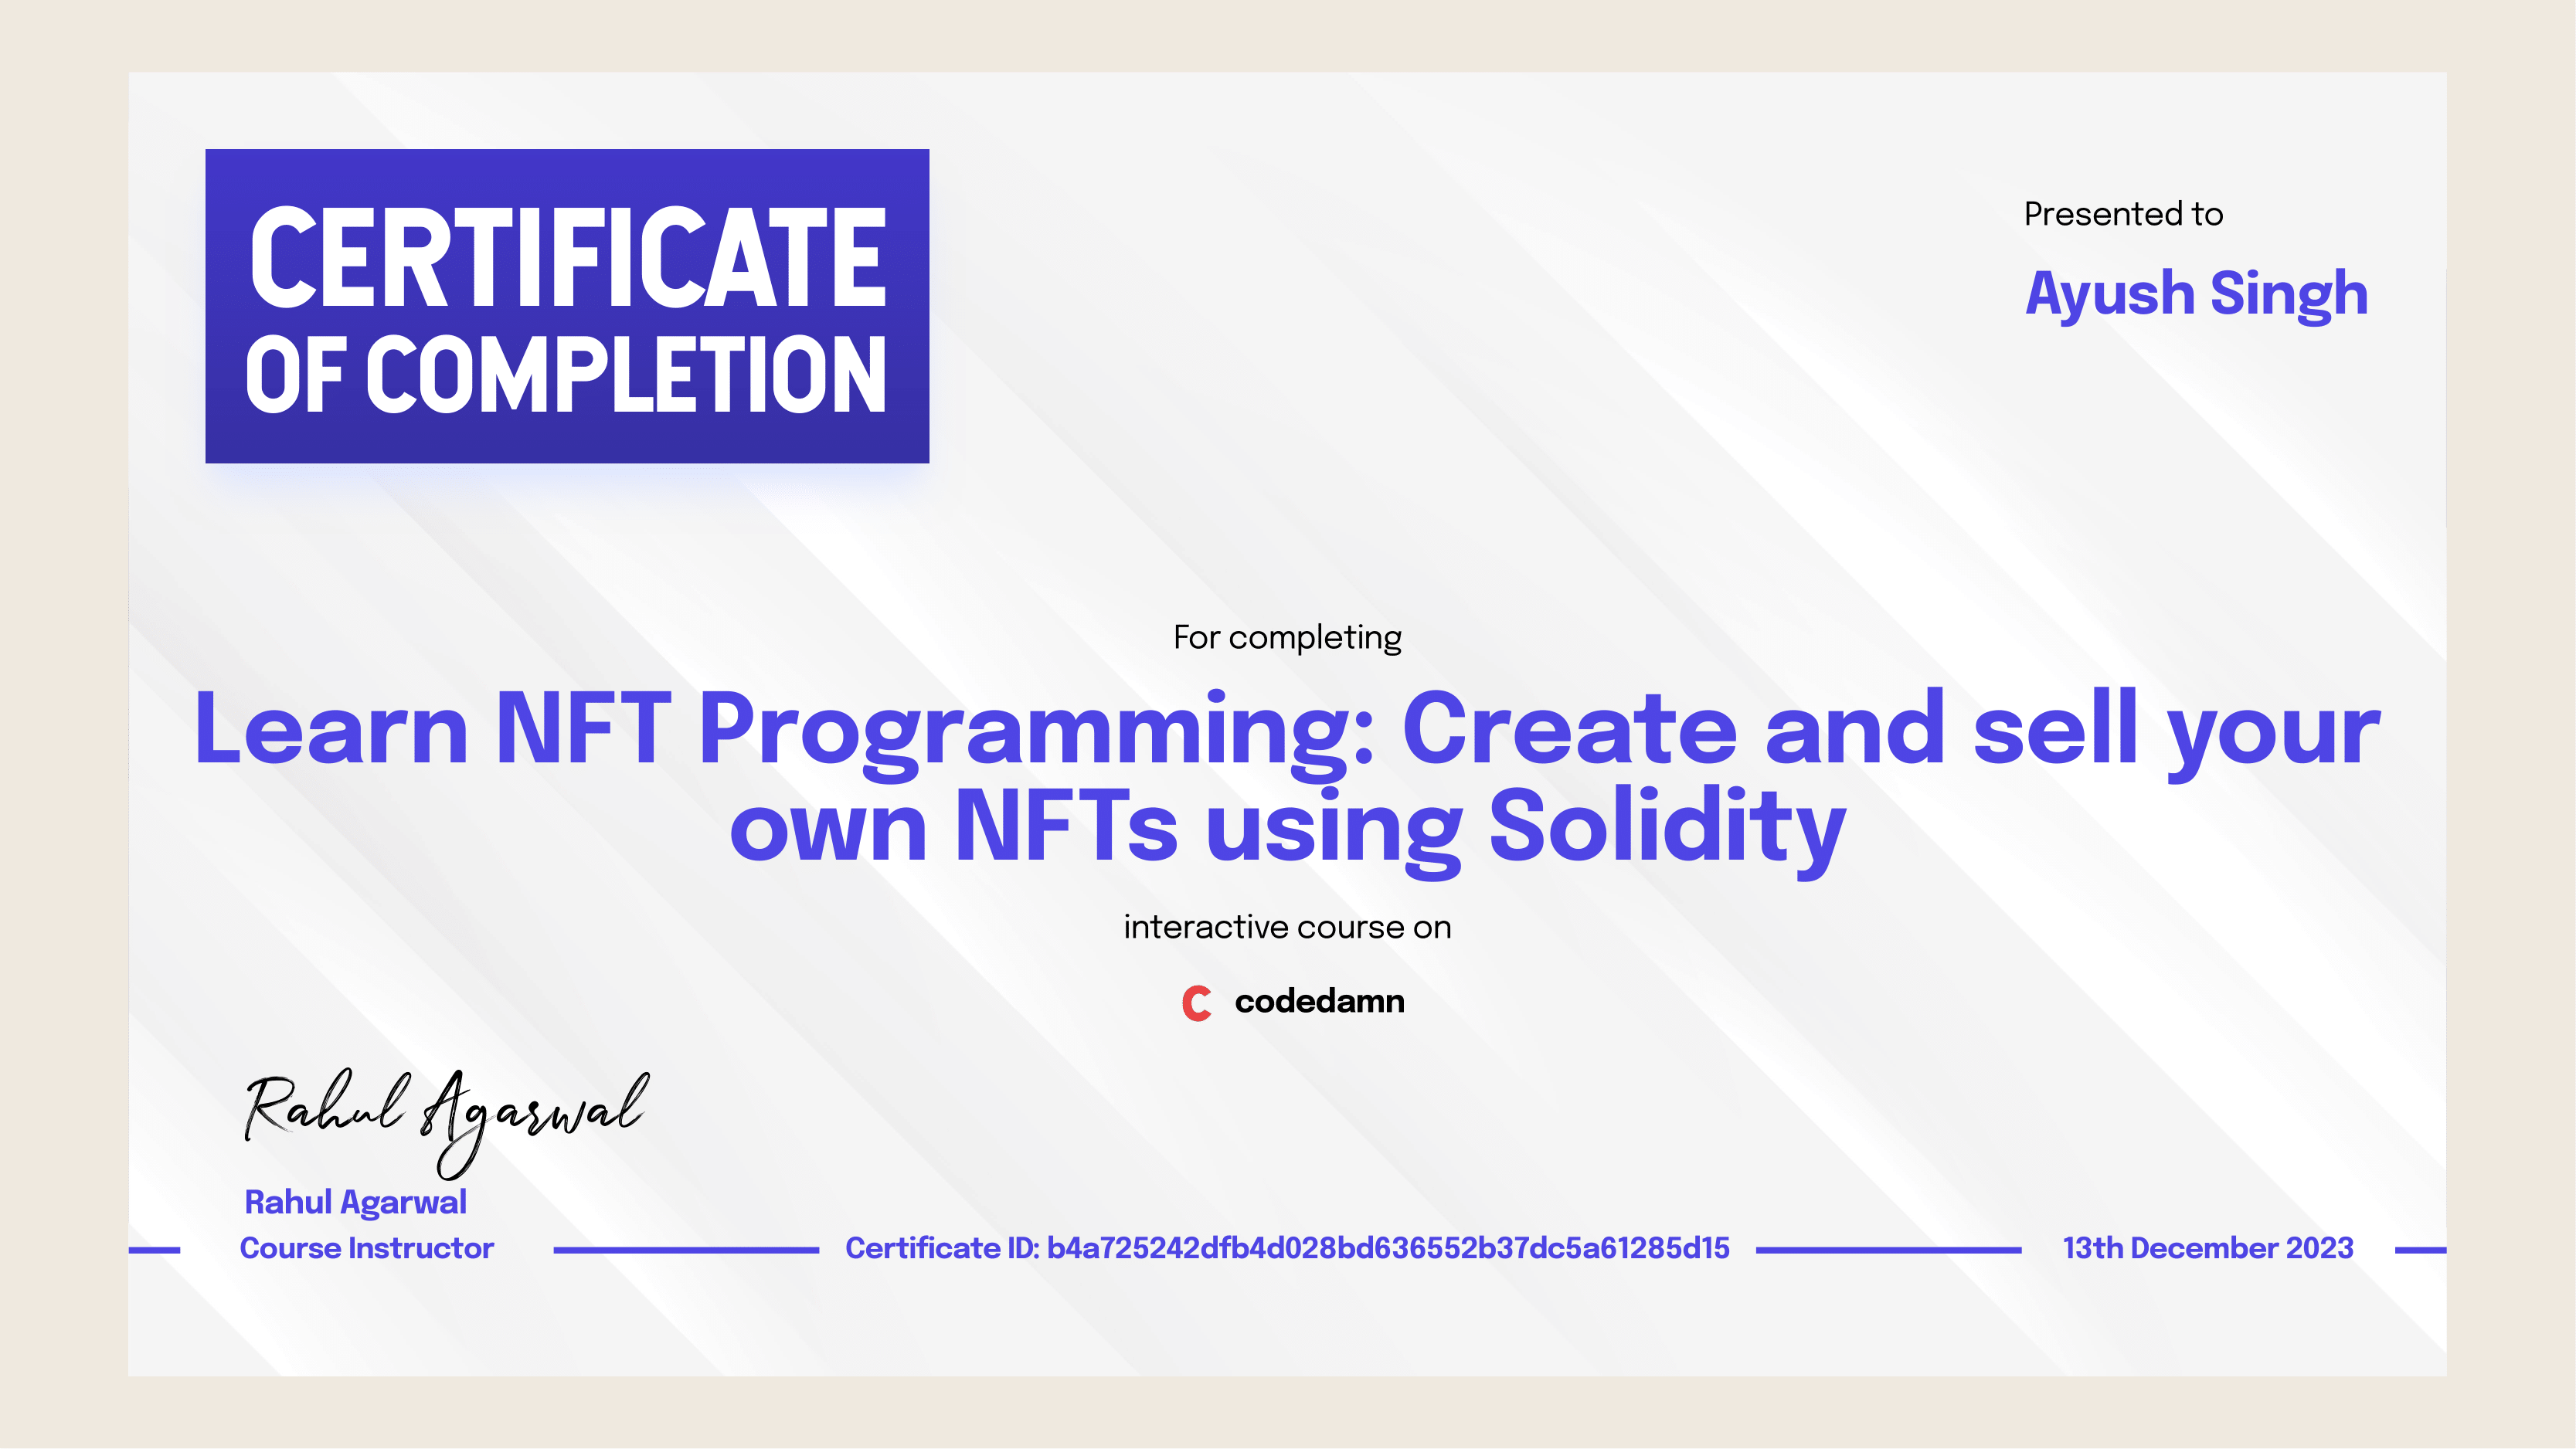 CERTIFICATE
OF COMPLETION
Presented to
Ayush Singh
For completing
Learn NFT Programming: Create and sell your
own NFTs using Solidity
interactive course on
codedamn
Rahul Agarwal
Rahul Agarwal
Course Instructor
Certificate ID: b4a725242dfb4d028bd636552b37dc5a61285d15
13th December 2023